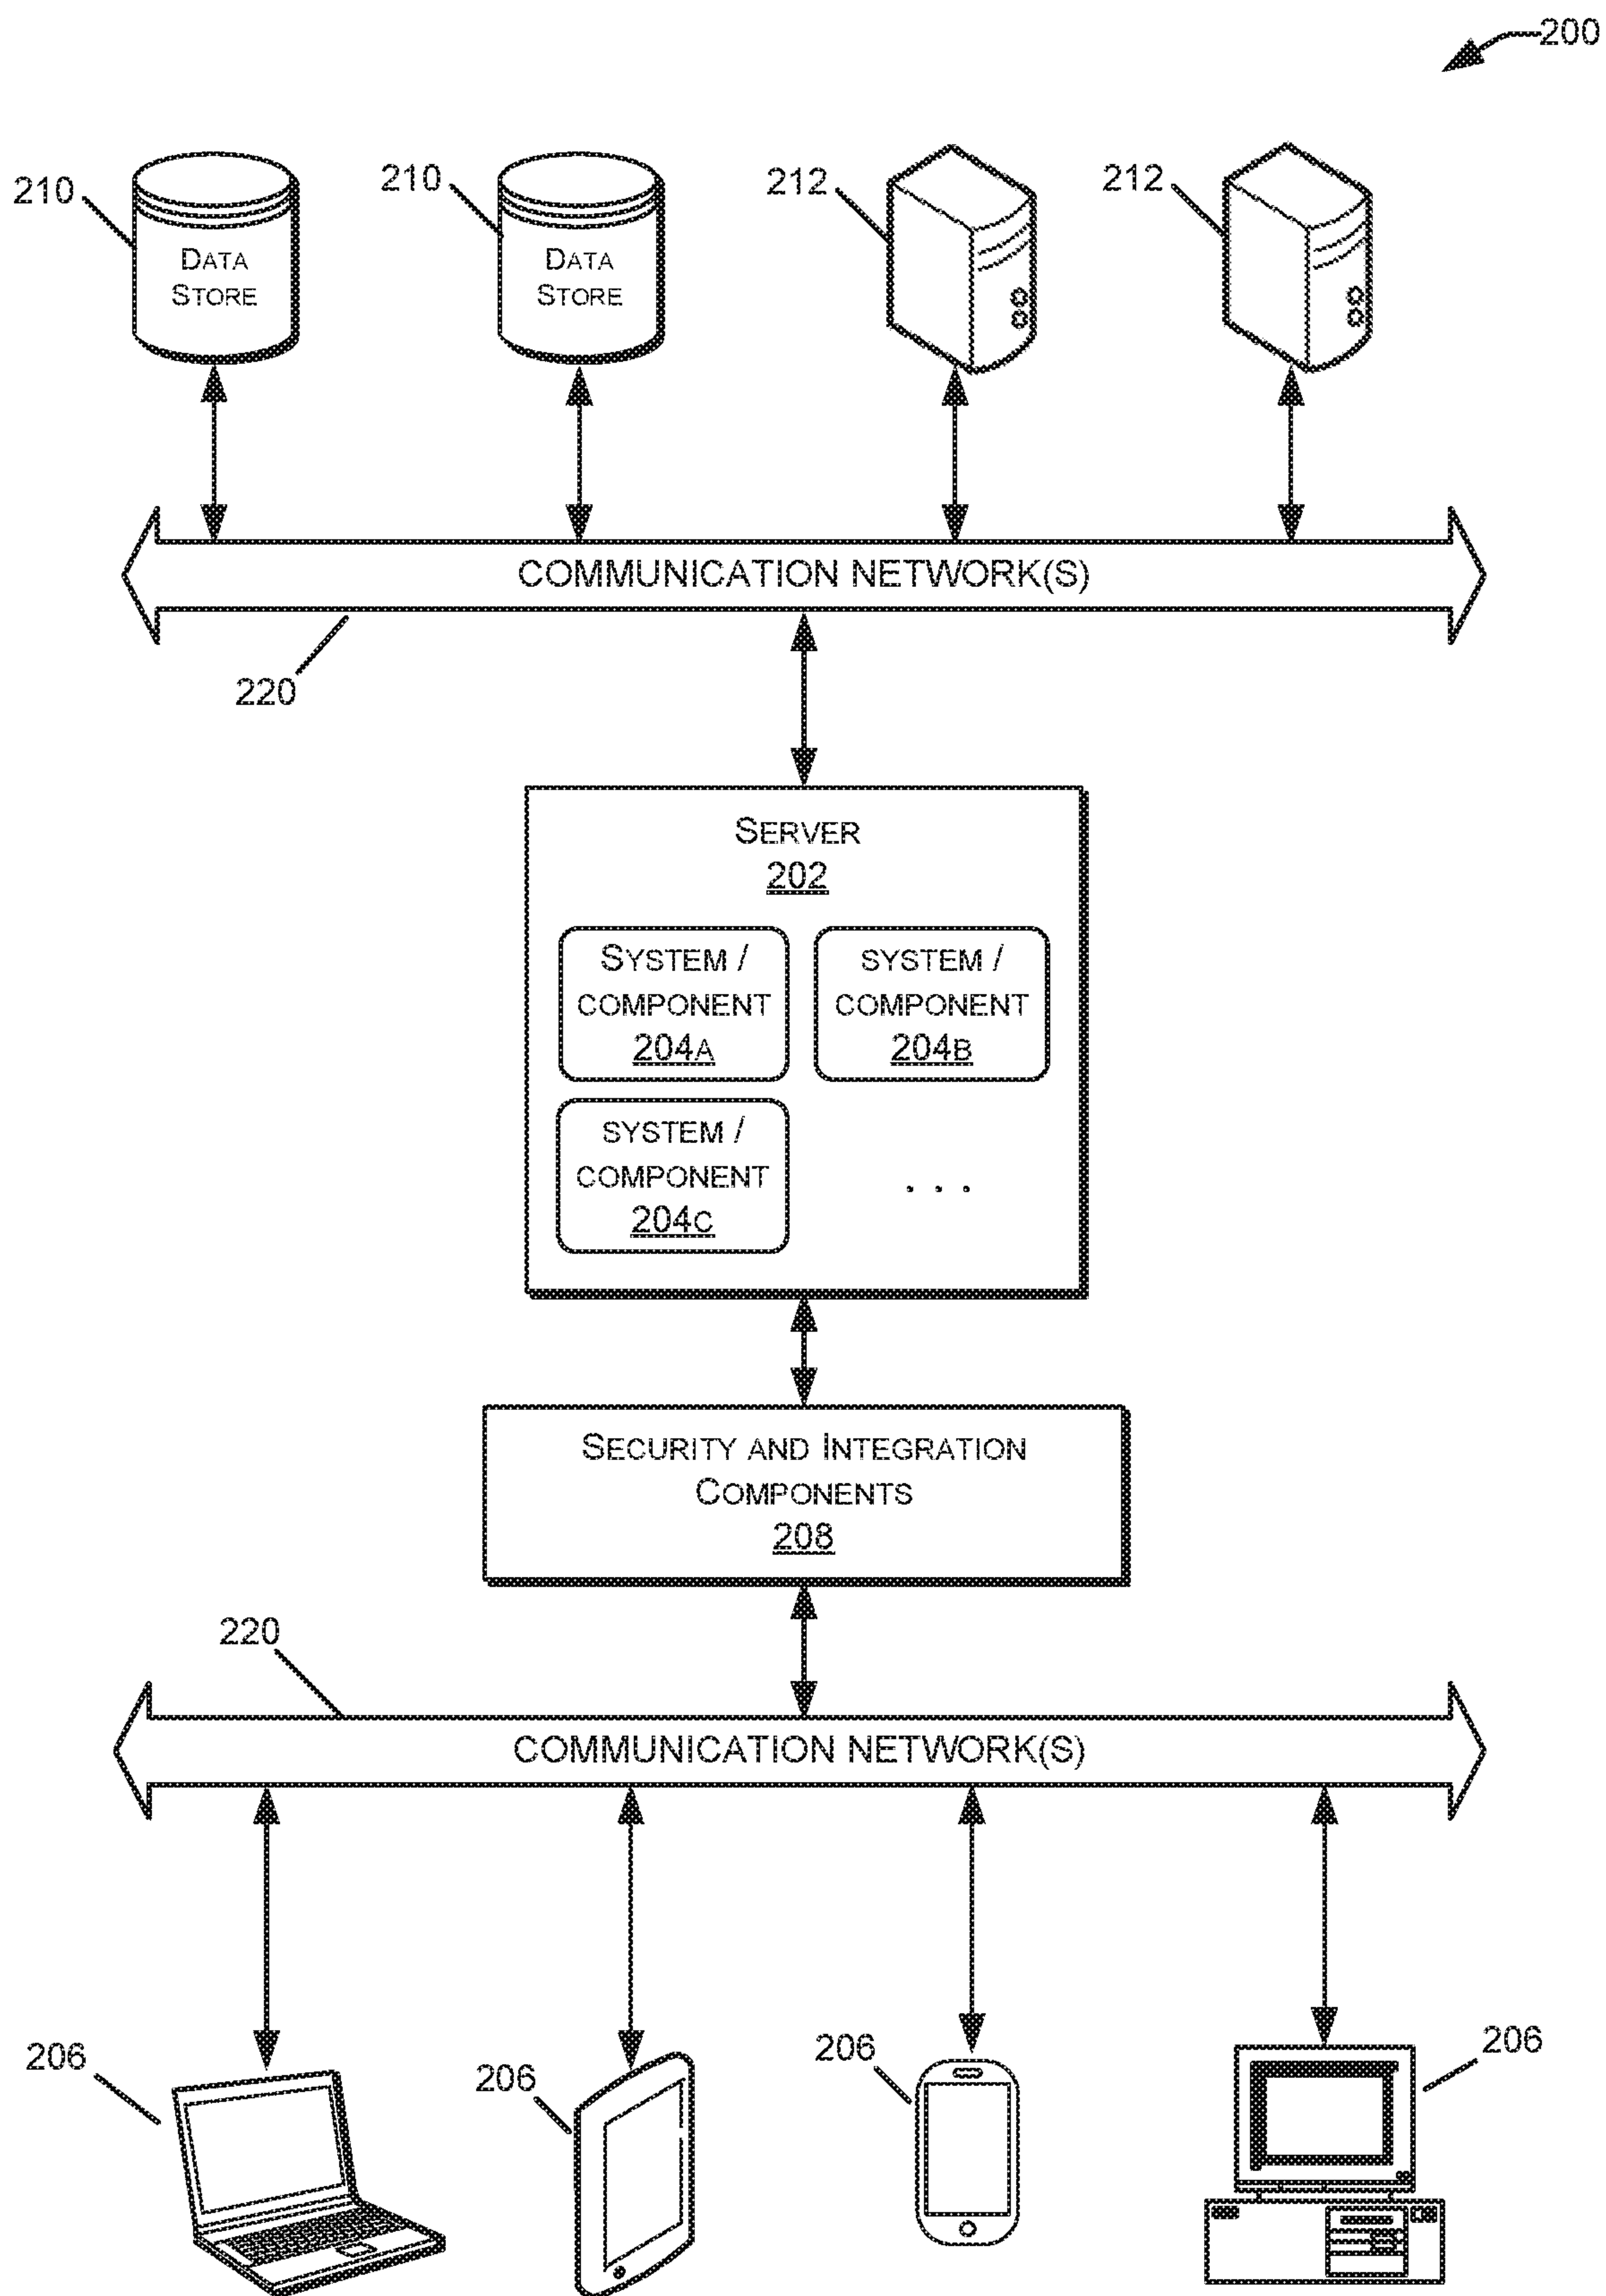 200
210
210
212
212
DATA
STORE
DATA
STORE
COMMUNICATION NETWORK(S)
220
SERVER
202
SYSTEM /
COMPONENT
204A
SYSTEM /
COMPONENT
204B
SYSTEM /
COMPONENT
204C
. . .
SECURITY AND INTEGRATION
COMPONENTS
208
220
COMMUNICATION NETWORK(S)
206
206
206
206